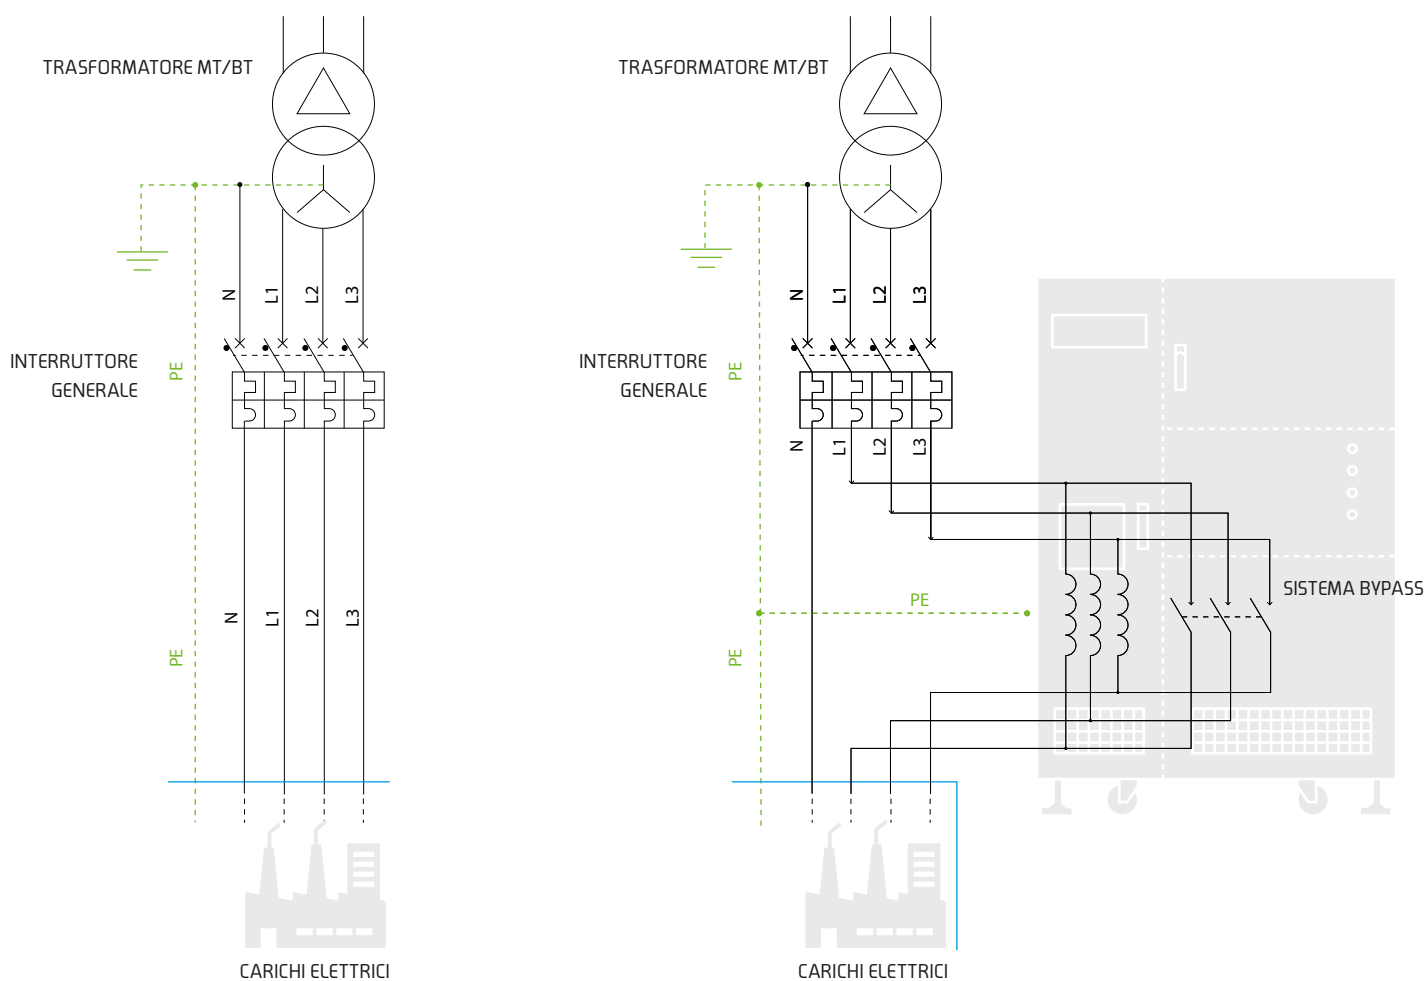 TRASFORMATORE MT/BT
N
L1
L2
L3
INTERRUTTORE
GENERALE
PE
N
L1
L2
L3
PE
CARICHI ELETTRICI
TRASFORMATORE MT/BT
N
L1
L2
L3
INTERRUTTORE
GENERALE
PE
N
L1
L2
L3
SISTEMA BYPASS
PE
PE
CARICHI ELETTRICI